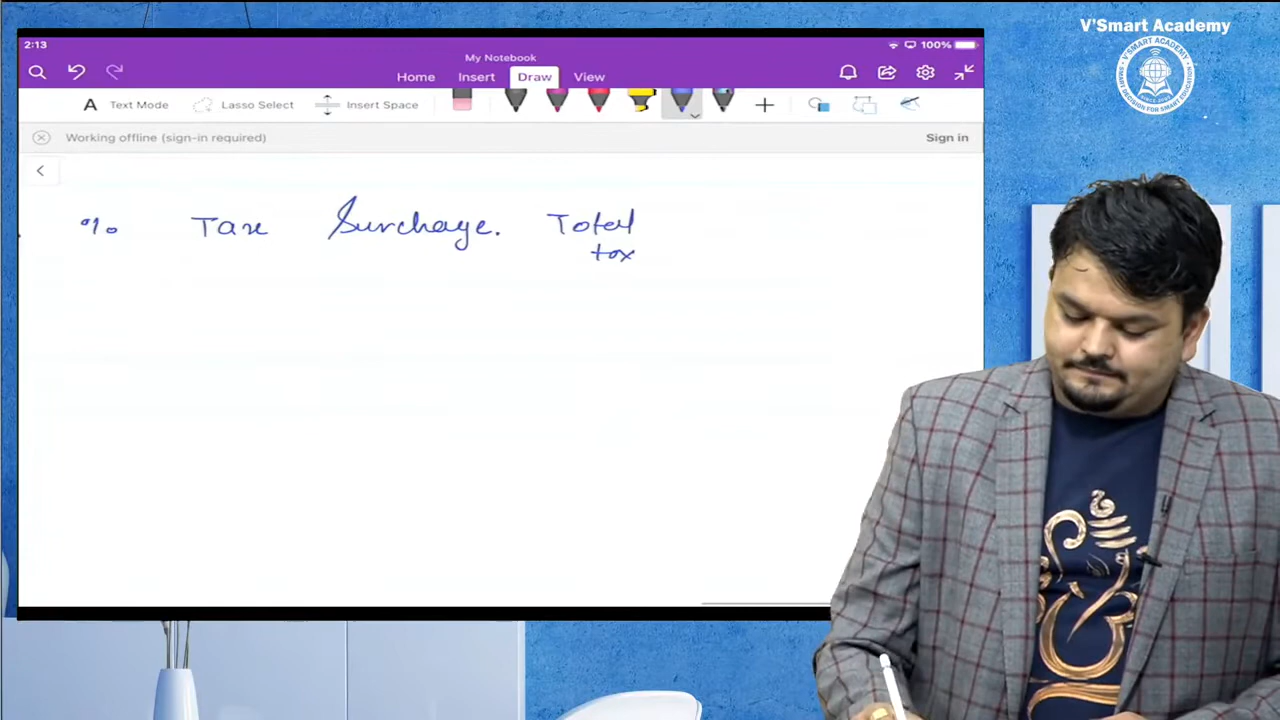 V'Smart Academy
2:13
100%
My Notebook
Home Insert Draw View
A Text Mode Lasso Select Insert Space
Working offline (sign-in required) Sign in
% Tax Surchage. Total
tax